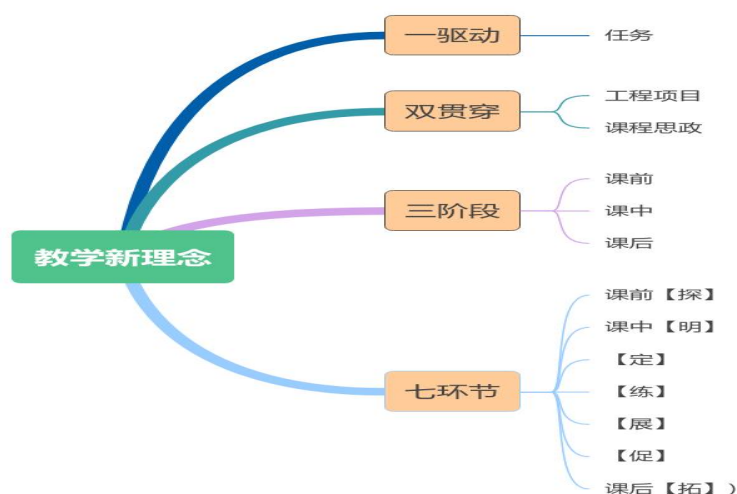 一驱动
任务
双贯穿
工程项目
课程思政
三阶段
课前
课中
课后
教学新理念
七环节
课前【探】
课中【明】
【定】
【练】
【展】
【促】
课后【拓】）